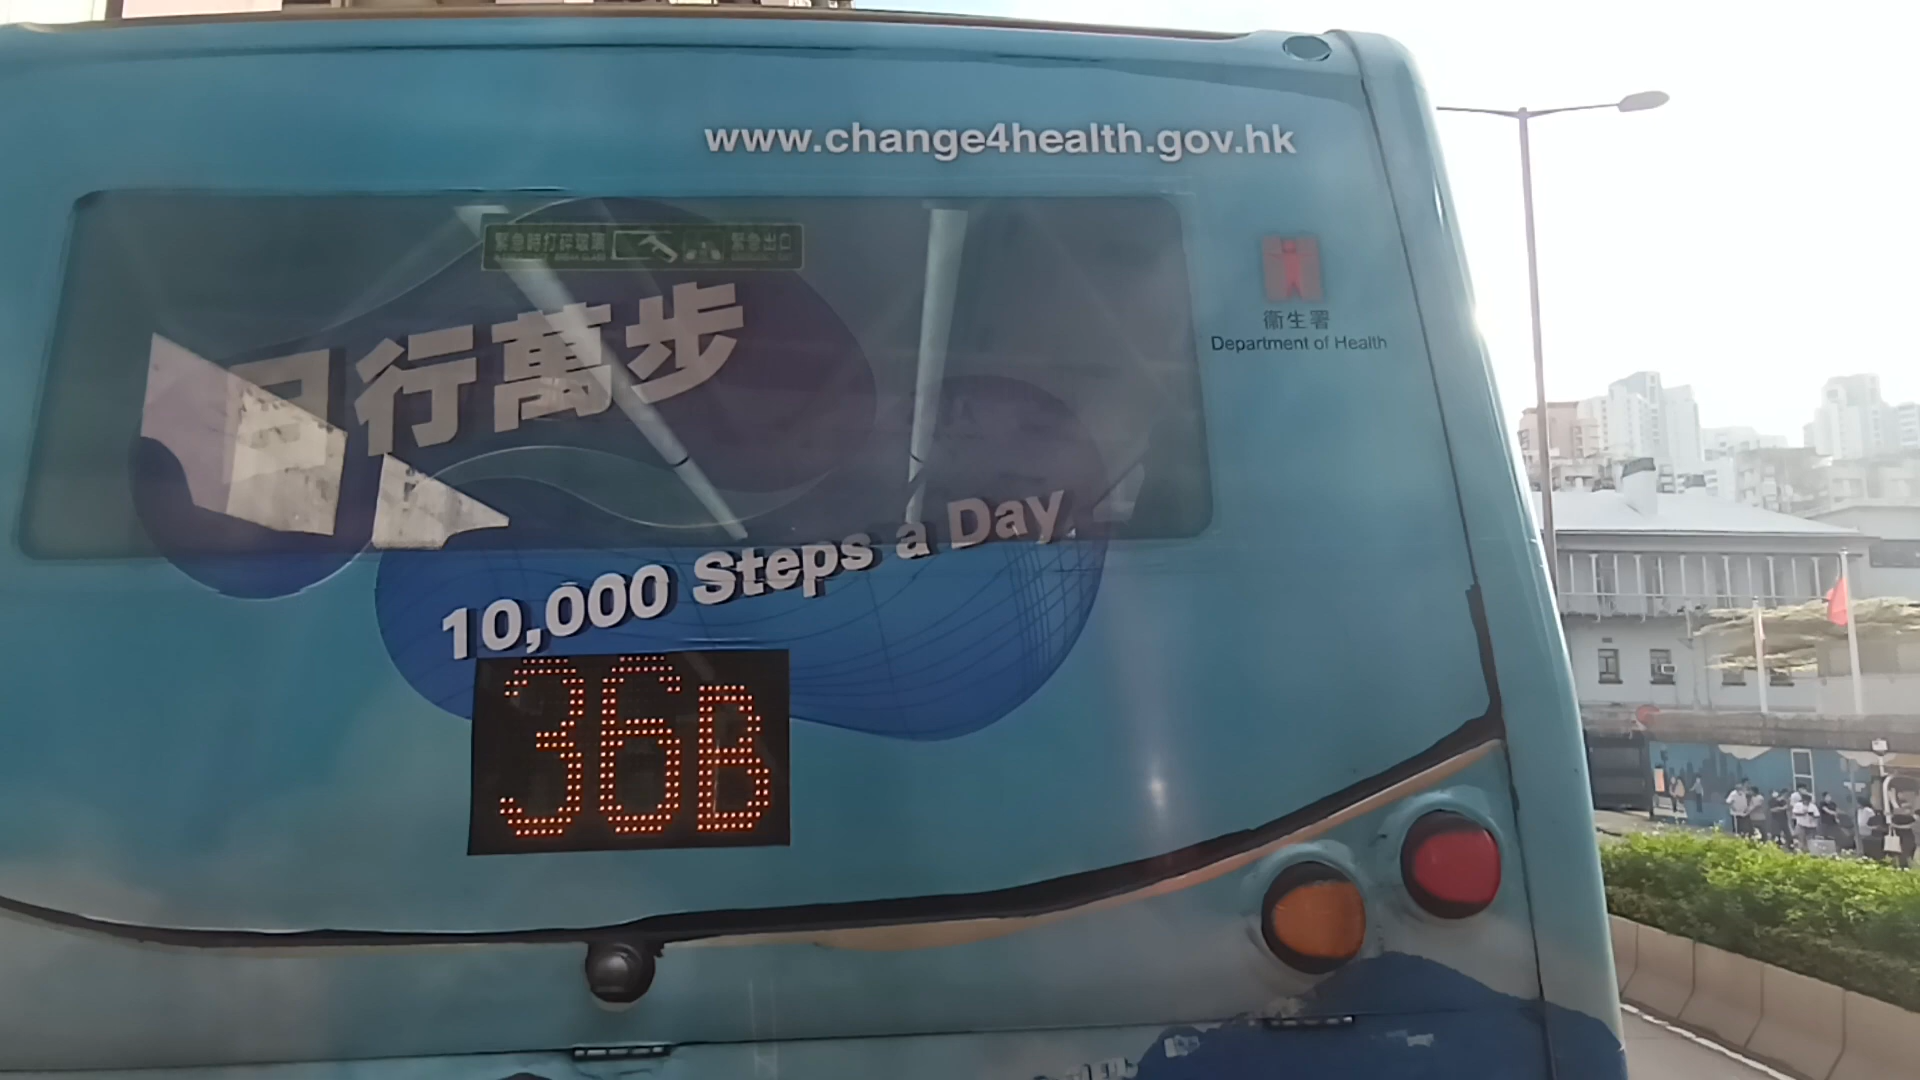 www.change4health.gov.hk
緊急時打碎玻璃 緊急出口
衞生署
Department of Health
日行萬步
10,000 Steps a Day
36B